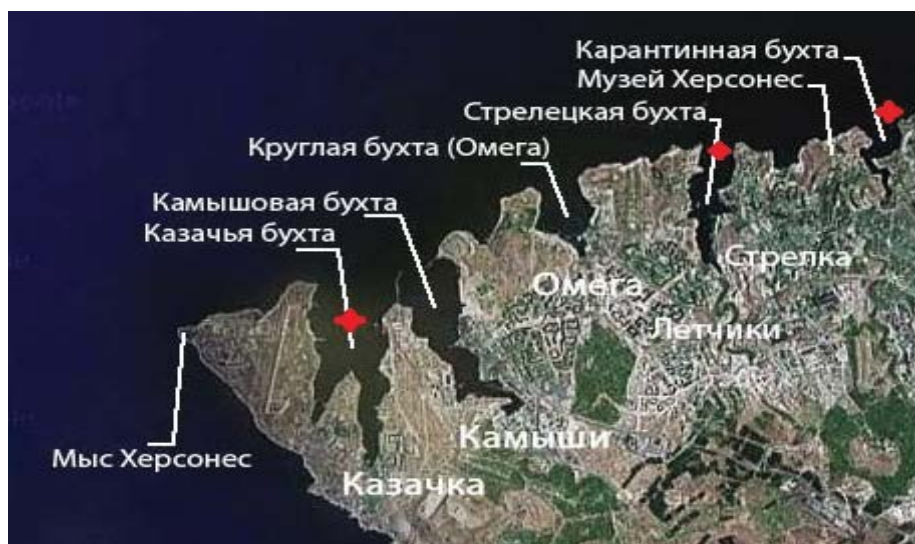 Карантинная бухта
Музей Херсонес
Стрелецкая бухта
Круглая бухта (Омега)
Камышовая бухта
Казачья бухта
Стрелка
Омега
Летчики
Камыши
Мыс Херсонес
Казачка